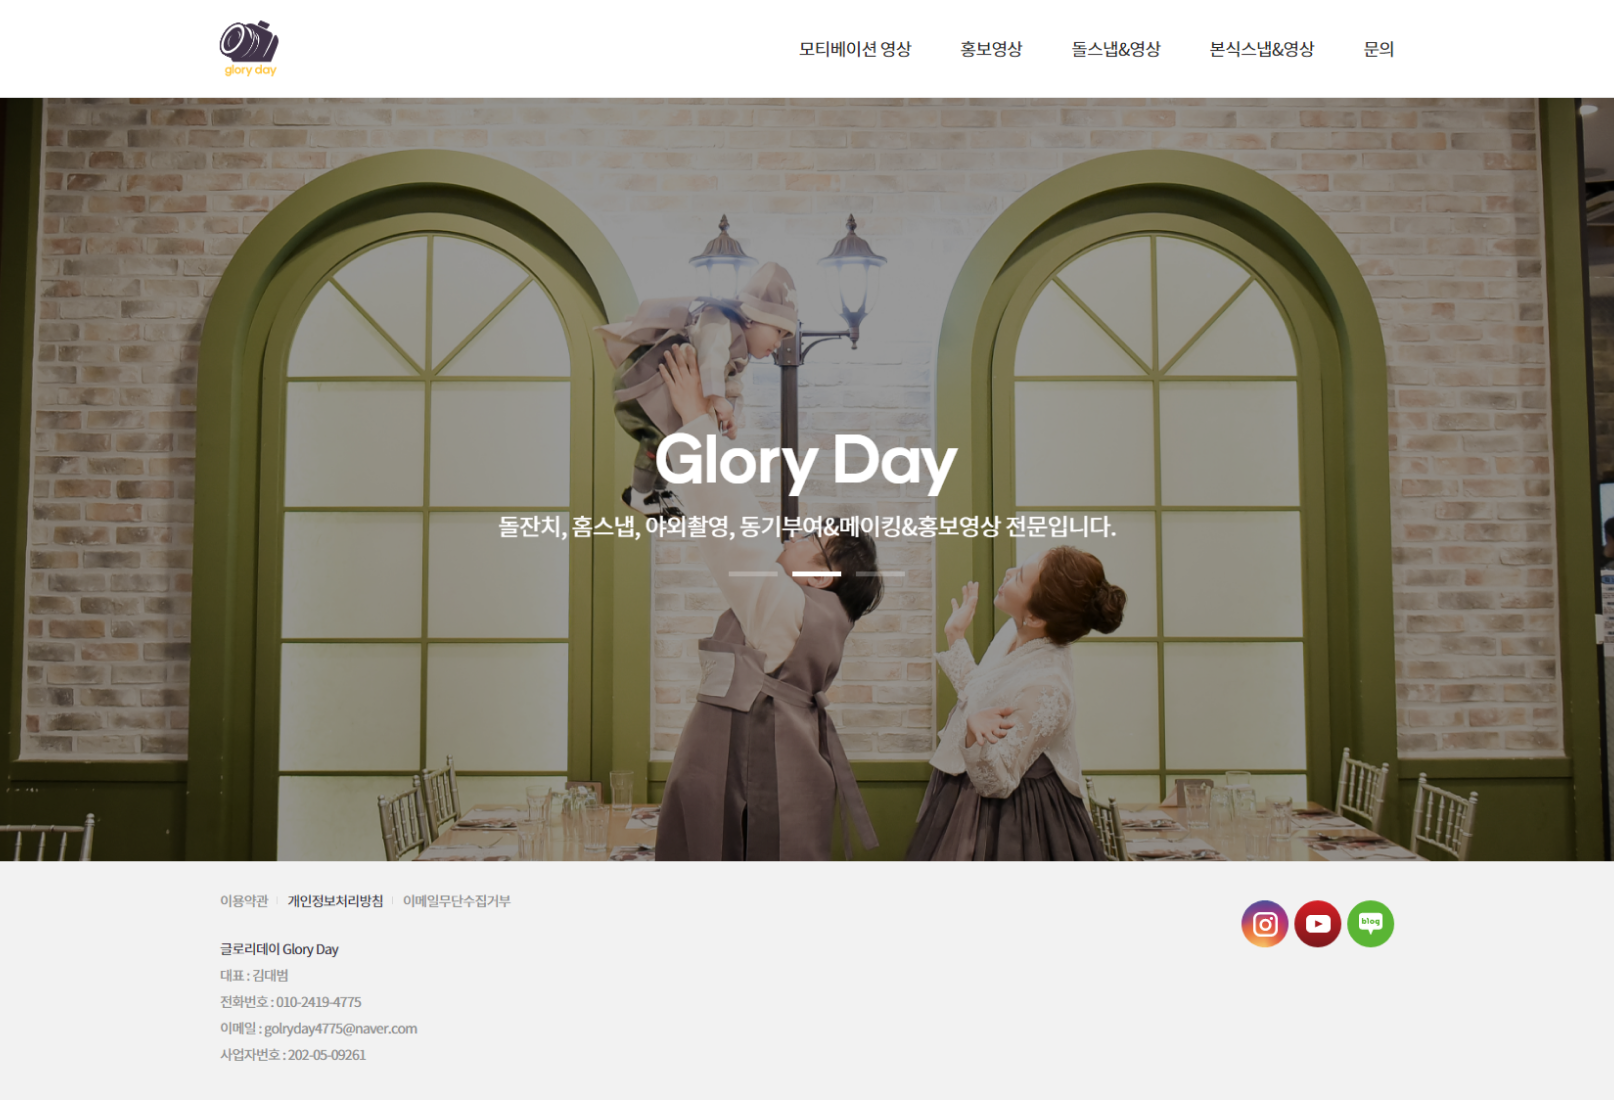 glory day
모티베이션 영상 홍보영상 돌스냅&영상 본식스냅&영상 문의
Glory Day
돌잔치, 홈스냅, 야외촬영, 동기부여&메이킹&홍보영상 전문입니다.
이용약관 개인정보처리방침 이메일무단수집거부
blog
글로리데이 Glory Day
대표 : 김대범
전화번호 : 010-2419-4775
이메일 : golryday4775@naver.com
사업자번호 : 202-05-09261